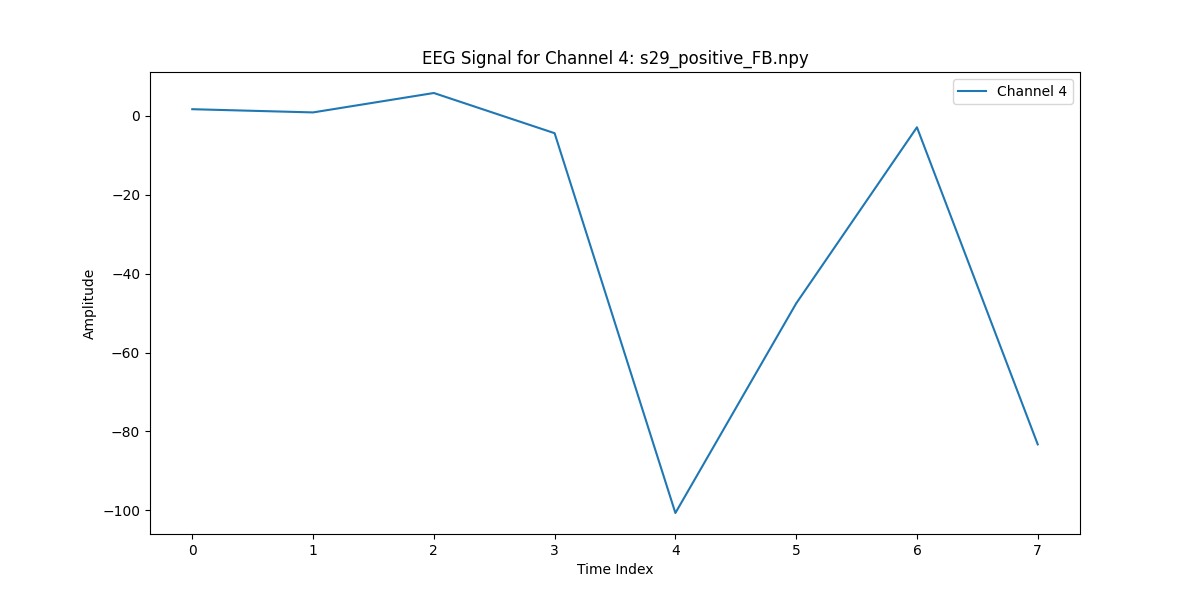 EEG Signal for Channel 4: s29_positive_FB.npy
Channel 4
0
−20
−40
−60
−80
−100
Amplitude
0 1 2 3 4 5 6 7
Time Index